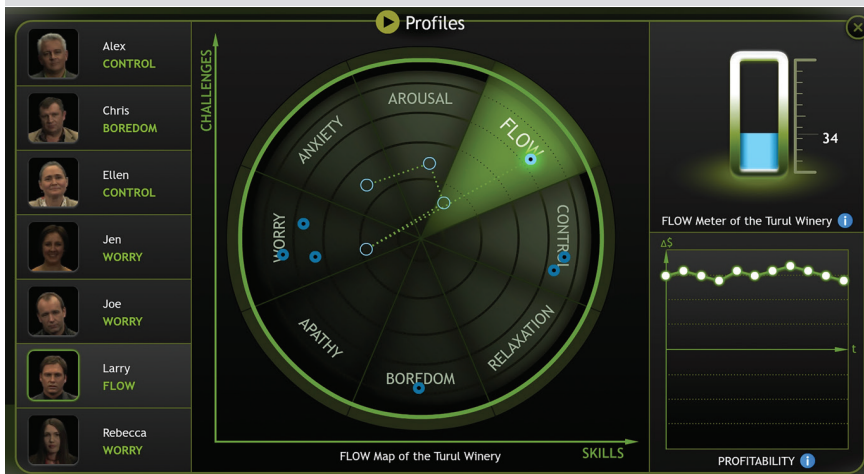 Profiles
Alex
CONTROL
Chris
BOREDOM
Ellen
CONTROL
Jen
WORRY
Joe
WORRY
Larry
FLOW
Rebecca
WORRY
CHALLENGES
AROUSAL
FLOW
ANXIETY
CONTROL
WORRY
RELAXATION
APATHY
BOREDOM
FLOW Map of the Turul Winery
SKILLS
34
FLOW Meter of the Turul Winery i
Δ$
t
PROFITABILITY i